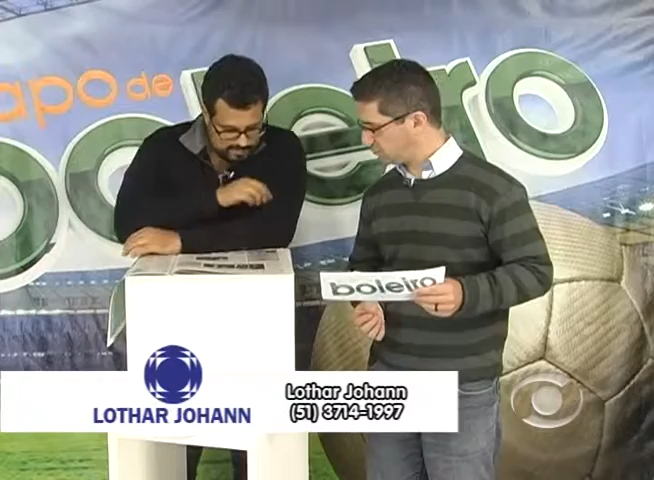 apo de
boleiro
boleiro
LOTHAR JOHANN
Lothar Johann
(51) 3714-1997